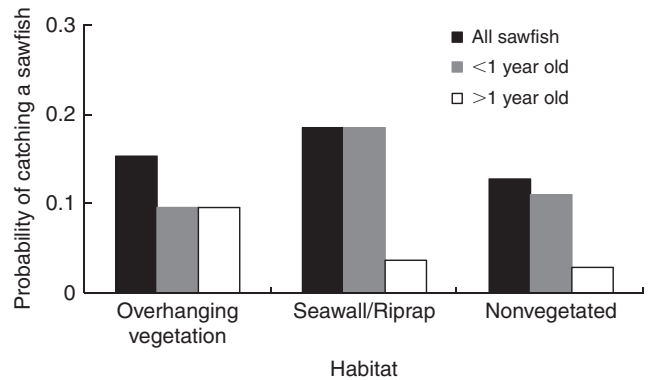 Probability of catching a sawfish
0.3
0.2
0.1
0
All sawfish
<1 year old
>1 year old
Overhanging
vegetation
Seawall/Riprap
Nonvegetated
Habitat